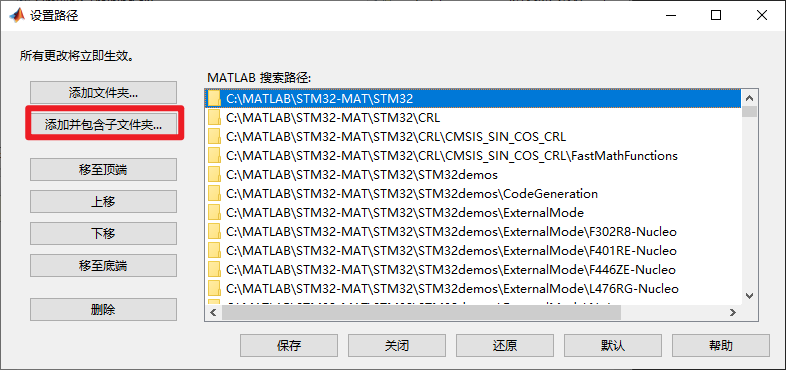 设置路径
所有更改将立即生效。
添加文件夹...
添加并包含子文件夹...
移至顶端
上移
下移
移至底端
删除
MATLAB 搜索路径:
C:\MATLAB\STM32-MAT\STM32
C:\MATLAB\STM32-MAT\STM32\CRL
C:\MATLAB\STM32-MAT\STM32\CRL\CMSIS_SIN_COS_CRL
C:\MATLAB\STM32-MAT\STM32\CRL\CMSIS_SIN_COS_CRL\FastMathFunctions
C:\MATLAB\STM32-MAT\STM32\STM32demos
C:\MATLAB\STM32-MAT\STM32\STM32demos\CodeGeneration
C:\MATLAB\STM32-MAT\STM32\STM32demos\ExternalMode
C:\MATLAB\STM32-MAT\STM32\STM32demos\ExternalMode\F302R8-Nucleo
C:\MATLAB\STM32-MAT\STM32\STM32demos\ExternalMode\F401RE-Nucleo
C:\MATLAB\STM32-MAT\STM32\STM32demos\ExternalMode\F446ZE-Nucleo
C:\MATLAB\STM32-MAT\STM32\STM32demos\ExternalMode\L476RG-Nucleo
保存
关闭
还原
默认
帮助